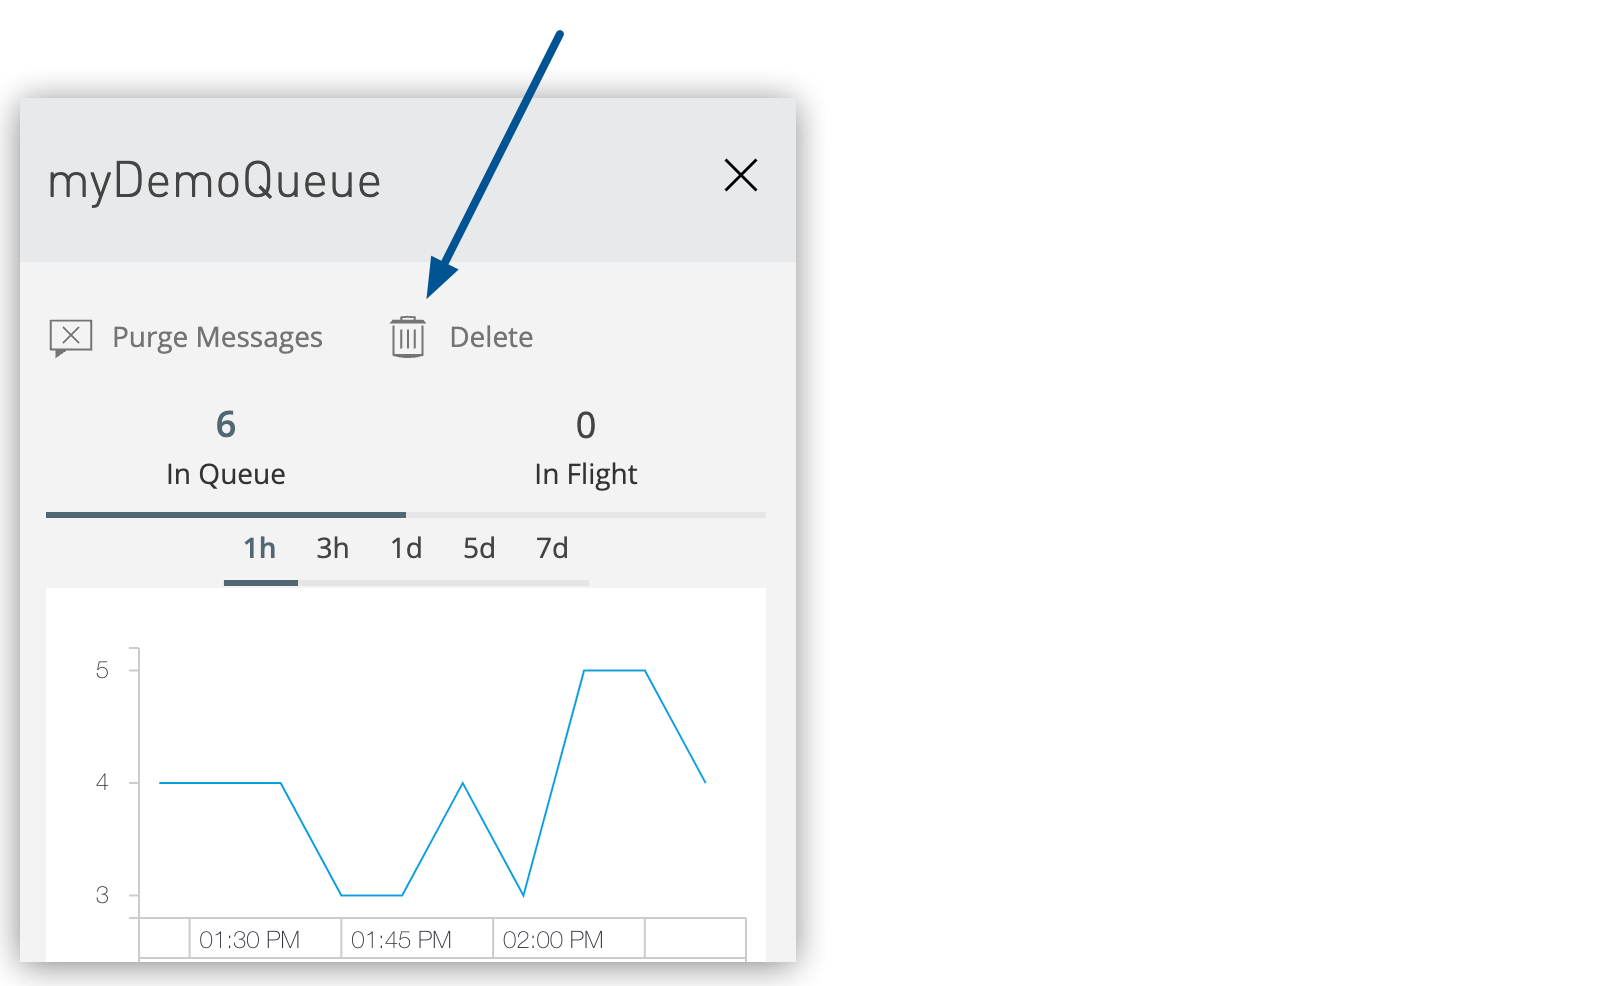 myDemoQueue
Purge Messages Delete
6 0
In Queue In Flight
1h 3h 1d 5d 7d
5
4
3
01:30 PM 01:45 PM 02:00 PM